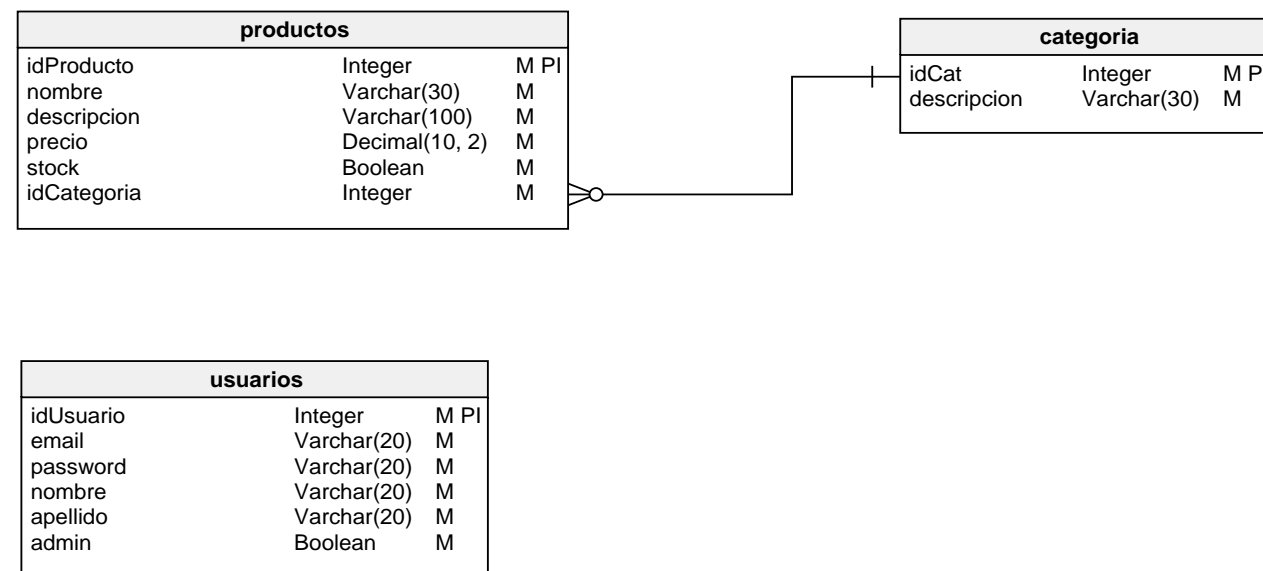 productos
idProducto Integer M PI
nombre Varchar(30) M
descripcion Varchar(100) M
precio Decimal(10, 2) M
stock Boolean M
idCategoria Integer M
categoria
idCat Integer M P
descripcion Varchar(30) M
usuarios
idUsuario Integer M PI
email Varchar(20) M
password Varchar(20) M
nombre Varchar(20) M
apellido Varchar(20) M
admin Boolean M